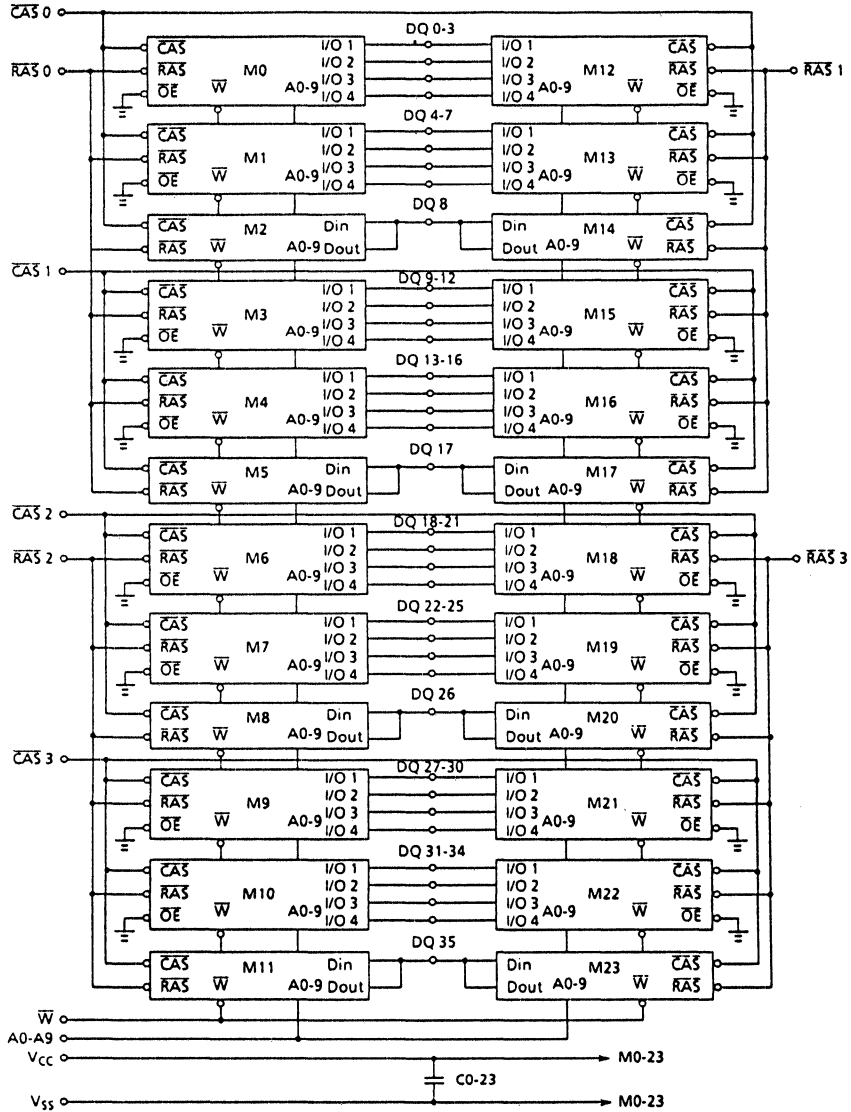 CAS 0
DQ 0-3
CAS I/O 1 I/O 1 CAS
RAS 0 RAS M0 I/O 2 I/O 2 M12 RAS RAS 1
OE W A0-9 I/O 3 I/O 3 A0-9 W OE
I/O 4 I/O 4
DQ 4-7
CAS I/O 1 I/O 1 CAS
RAS M1 I/O 2 I/O 2 M13 RAS
OE W A0-9 I/O 3 I/O 3 A0-9 W OE
I/O 4 I/O 4
DQ 8
CAS M2 Din Din M14 CAS
RAS W A0-9 Dout Dout A0-9 W RAS
CAS 1
DQ 9-12
CAS I/O 1 I/O 1 CAS
RAS M3 I/O 2 I/O 2 M15 RAS
OE W A0-9 I/O 3 I/O 3 A0-9 W OE
I/O 4 I/O 4
DQ 13-16
CAS I/O 1 I/O 1 CAS
RAS M4 I/O 2 I/O 2 M16 RAS
OE W A0-9 I/O 3 I/O 3 A0-9 W OE
I/O 4 I/O 4
DQ 17
CAS M5 Din Din M17 CAS
RAS W A0-9 Dout Dout A0-9 W RAS
CAS 2
DQ 18-21
CAS I/O 1 I/O 1 CAS
RAS 2 RAS M6 I/O 2 I/O 2 M18 RAS RAS 3
OE W A0-9 I/O 3 I/O 3 A0-9 W OE
I/O 4 I/O 4
DQ 22-25
CAS I/O 1 I/O 1 CAS
RAS M7 I/O 2 I/O 2 M19 RAS
OE W A0-9 I/O 3 I/O 3 A0-9 W OE
I/O 4 I/O 4
DQ 26
CAS M8 Din Din M20 CAS
RAS W A0-9 Dout Dout A0-9 W RAS
CAS 3
DQ 27-30
CAS I/O 1 I/O 1 CAS
RAS M9 I/O 2 I/O 2 M21 RAS
OE W A0-9 I/O 3 I/O 3 A0-9 W OE
I/O 4 I/O 4
DQ 31-34
CAS I/O 1 I/O 1 CAS
RAS M10 I/O 2 I/O 2 M22 RAS
OE W A0-9 I/O 3 I/O 3 A0-9 W OE
I/O 4 I/O 4
DQ 35
CAS M11 Din Din M23 CAS
RAS W A0-9 Dout Dout A0-9 W RAS
W
A0-A9
VCC M0-23
C0-23
VSS M0-23